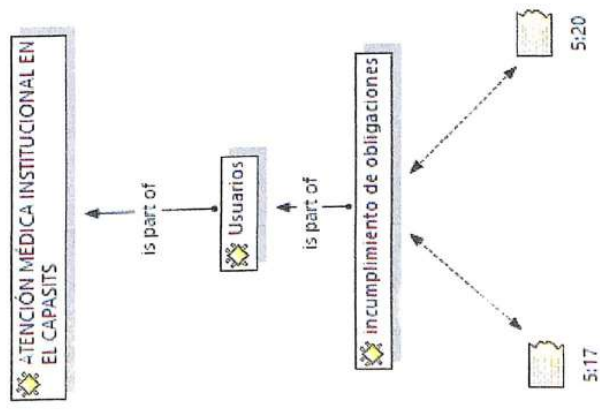 ATENCIÓN MÉDICA INSTITUCIONAL EN
EL CAPASITS
is part of
Usuarios
is part of
incumplimiento de obligaciones
5:17
5:20